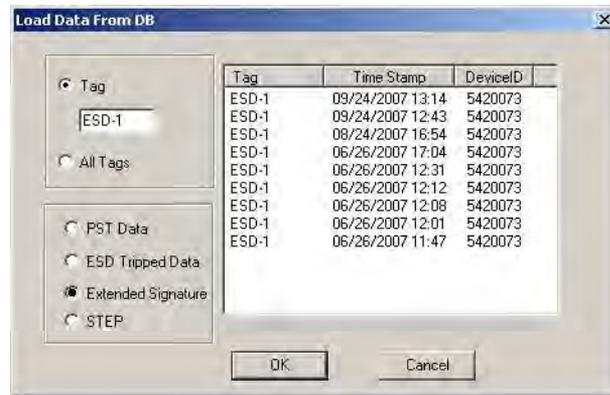 Load Data From DB
Tag
ESD-1
All Tags
PST Data
ESD Tripped Data
Extended Signature
STEP
Tag Time Stamp DeviceID
ESD-1 09/24/2007 13:14 5420073
ESD-1 09/24/2007 12:43 5420073
ESD-1 08/24/2007 16:54 5420073
ESD-1 06/26/2007 17:04 5420073
ESD-1 06/26/2007 12:31 5420073
ESD-1 06/26/2007 12:12 5420073
ESD-1 06/26/2007 12:08 5420073
ESD-1 06/26/2007 12:01 5420073
ESD-1 06/26/2007 11:47 5420073
OK Cancel